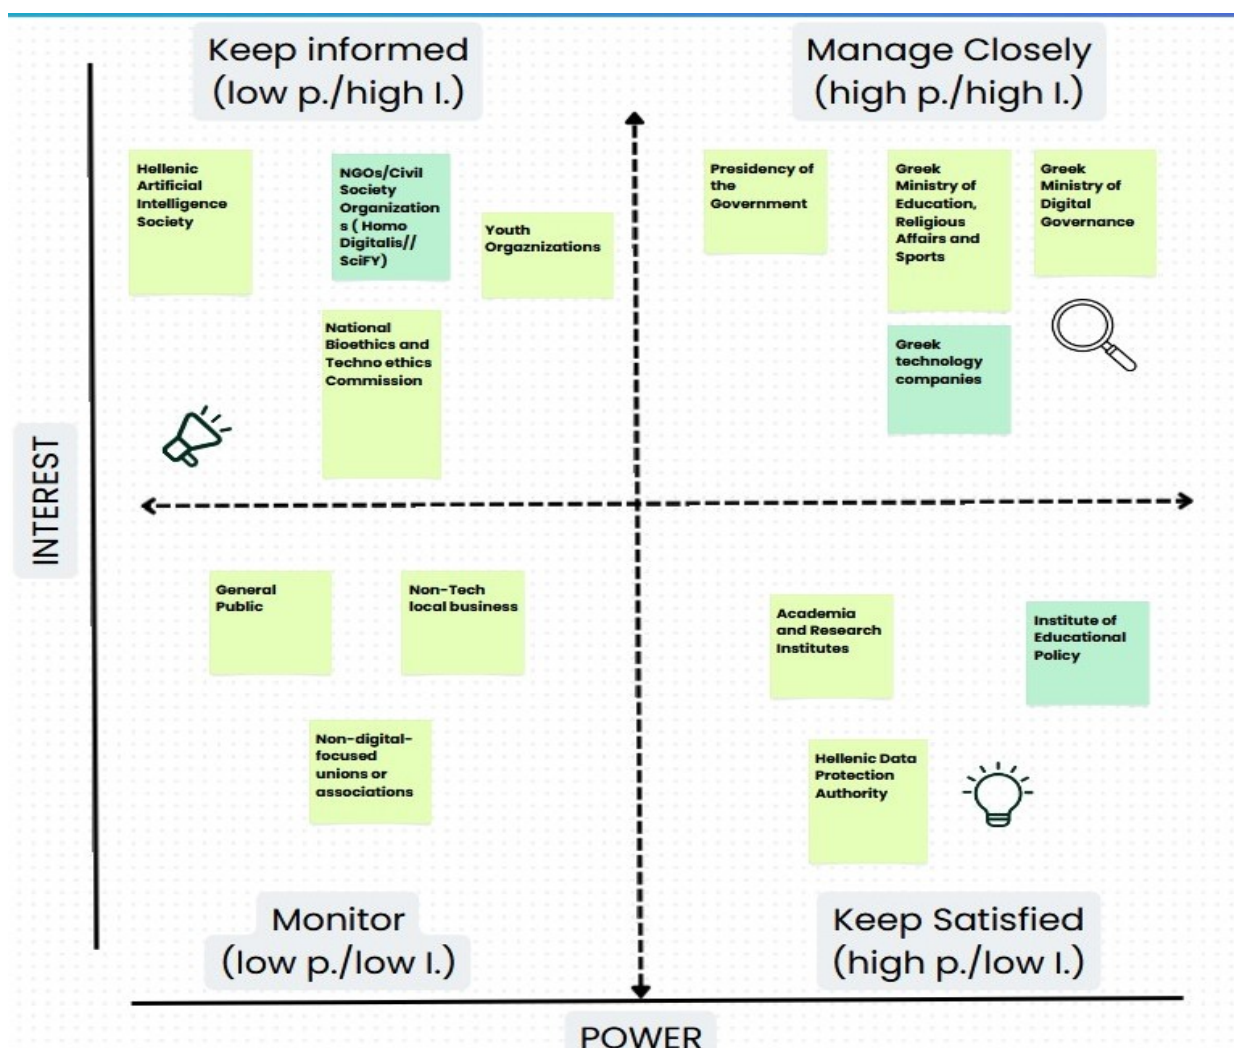 Keep informed
(low p./high I.)
Manage Closely
(high p./high I.)
Hellenic
Artificial
Intelligence
Society
NGOs/Civil
Society
Organization
s ( Homo
Digitalis//
SciFY)
Youth
Orgaznizations
National
Bioethics and
Techno ethics
Commission
Presidency of
the
Government
Greek
Ministry of
Education,
Religious
Affairs and
Sports
Greek
Ministry of
Digital
Governance
Greek
technology
companies
INTEREST
General
Public
Non-Tech
local business
Non-digital-
focused
unions or
associations
Academia
and Research
Institutes
Institute of
Educational
Policy
Hellenic Data
Protection
Authority
Monitor
(low p./low I.)
Keep Satisfied
(high p./low I.)
POWER